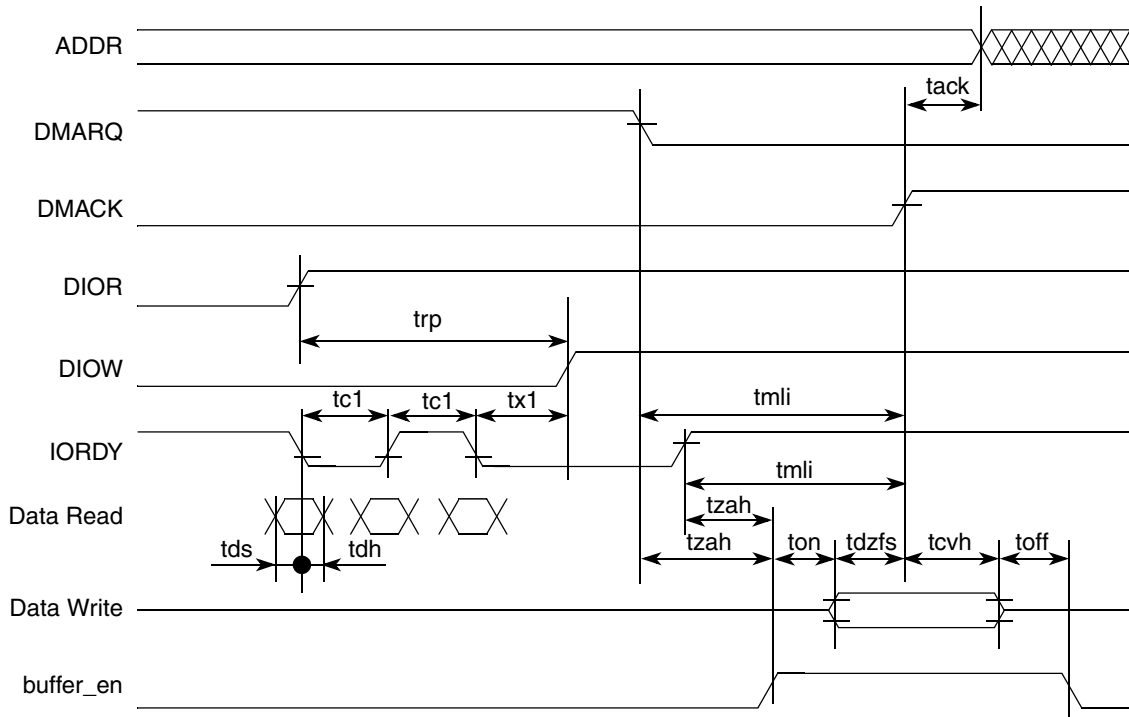 ADDR
tack
DMARQ
DMACK
DIOR
trp
DIOW
tc1 tc1 tx1
tmli
IORDY
tmli
Data Read
tzah
tds tdh
tzah ton tdzfs tcvh toff
Data Write
buffer_en